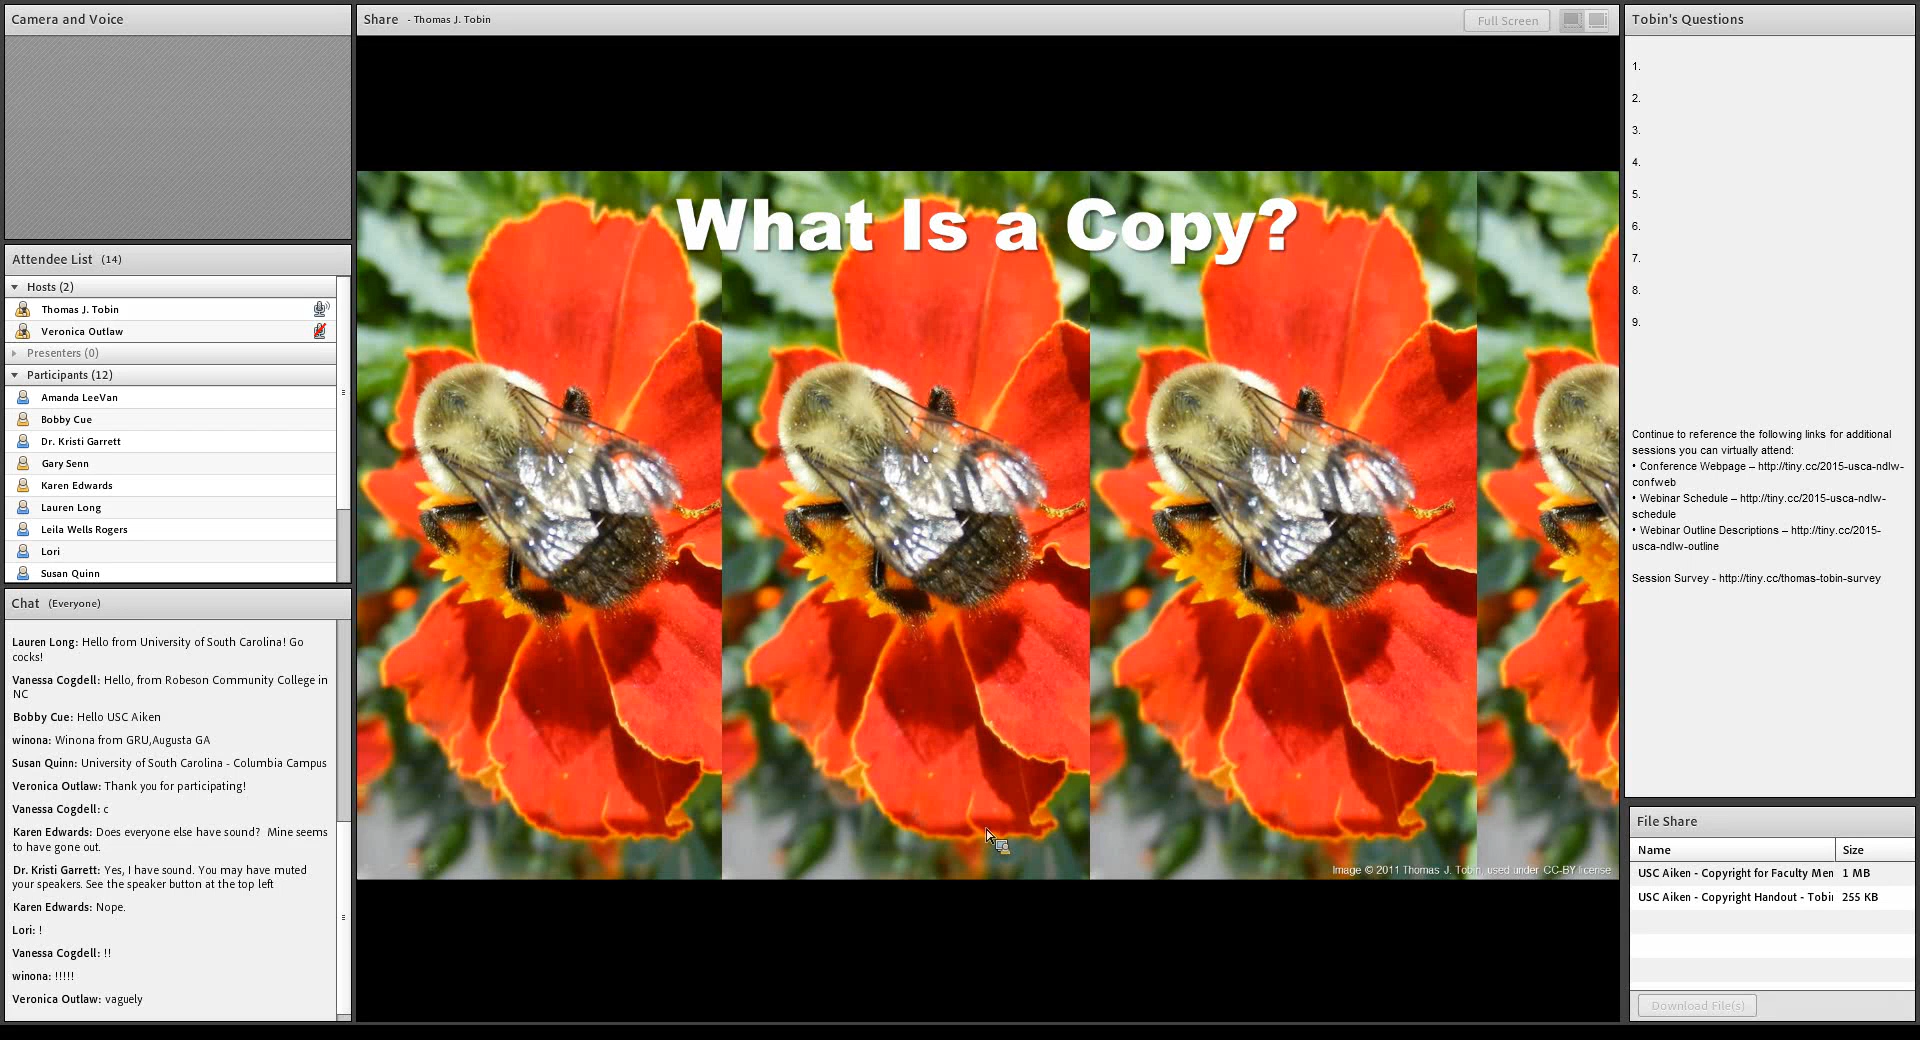 Camera and Voice
Attendee List (14)
Hosts (2)
Thomas J. Tobin
Veronica Outlaw
Presenters (0)
Participants (12)
Amanda LeeVan
Bobby Cue
Dr. Kristi Garrett
Gary Senn
Karen Edwards
Lauren Long
Leila Wells Rogers
Lori
Susan Quinn
Chat (Everyone)
Lauren Long: Hello from University of South Carolina! Go
cocks!
Vanessa Cogdell: Hello, from Robeson Community College in
NC
Bobby Cue: Hello USC Aiken
winona: Winona from GRU,Augusta GA
Susan Quinn: University of South Carolina - Columbia Campus
Veronica Outlaw: Thank you for participating!
Vanessa Cogdell: c
Karen Edwards: Does everyone else have sound?  Mine seems
to have gone out.
Dr. Kristi Garrett: Yes, I have sound. You may have muted
your speakers. See the speaker button at the top left
Karen Edwards: Nope.
Lori: !
Vanessa Cogdell: !!
winona: !!!!!
Veronica Outlaw: vaguely
Share - Thomas J. Tobin
Full Screen
What Is a Copy?
Image © 2011 Thomas J. Tobin, used under CC-BY license
Tobin's Questions
1.
2.
3.
4.
5.
6.
7.
8.
9.
Continue to reference the following links for additional
sessions you can virtually attend:
• Conference Webpage – http://tiny.cc/2015-usca-ndlw-
confweb
• Webinar Schedule – http://tiny.cc/2015-usca-ndlw-
schedule
• Webinar Outline Descriptions – http://tiny.cc/2015-
usca-ndlw-outline
Session Survey - http://tiny.cc/thomas-tobin-survey
File Share
Name Size
USC Aiken - Copyright for Faculty Men 1 MB
USC Aiken - Copyright Handout - Tobi 255 KB
Download File(s)